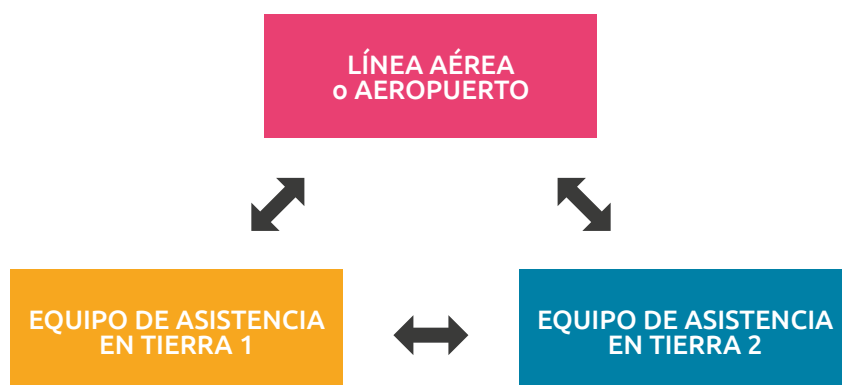 LÍNEA AÉREA
o AEROPUERTO
EQUIPO DE ASISTENCIA
EN TIERRA 1
EQUIPO DE ASISTENCIA
EN TIERRA 2